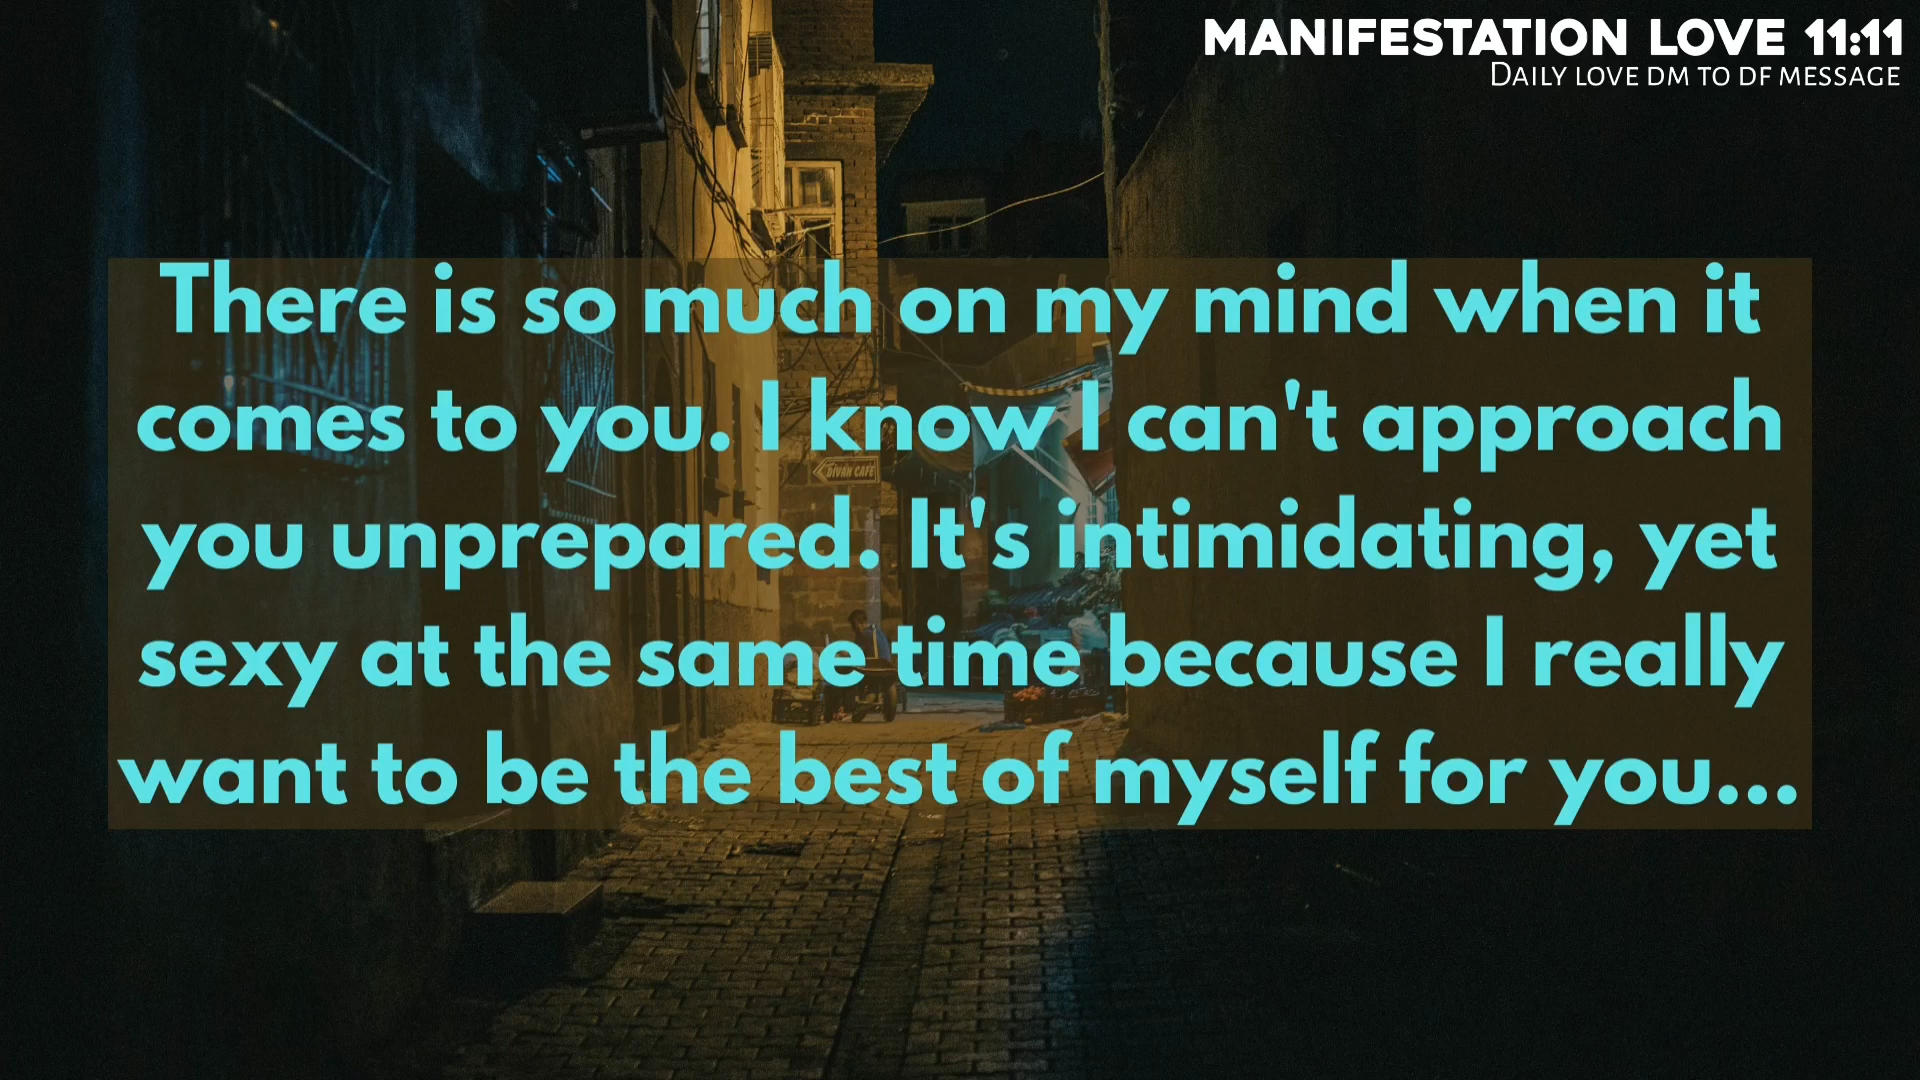 MANIFESTATION LOVE 11:11
DAILY LOVE DM TO DF MESSAGE
There is so much on my mind when it
comes to you. I know I can't approach
you unprepared. It's intimidating, yet
sexy at the same time because I really
want to be the best of myself for you...
DIVAN CAFE